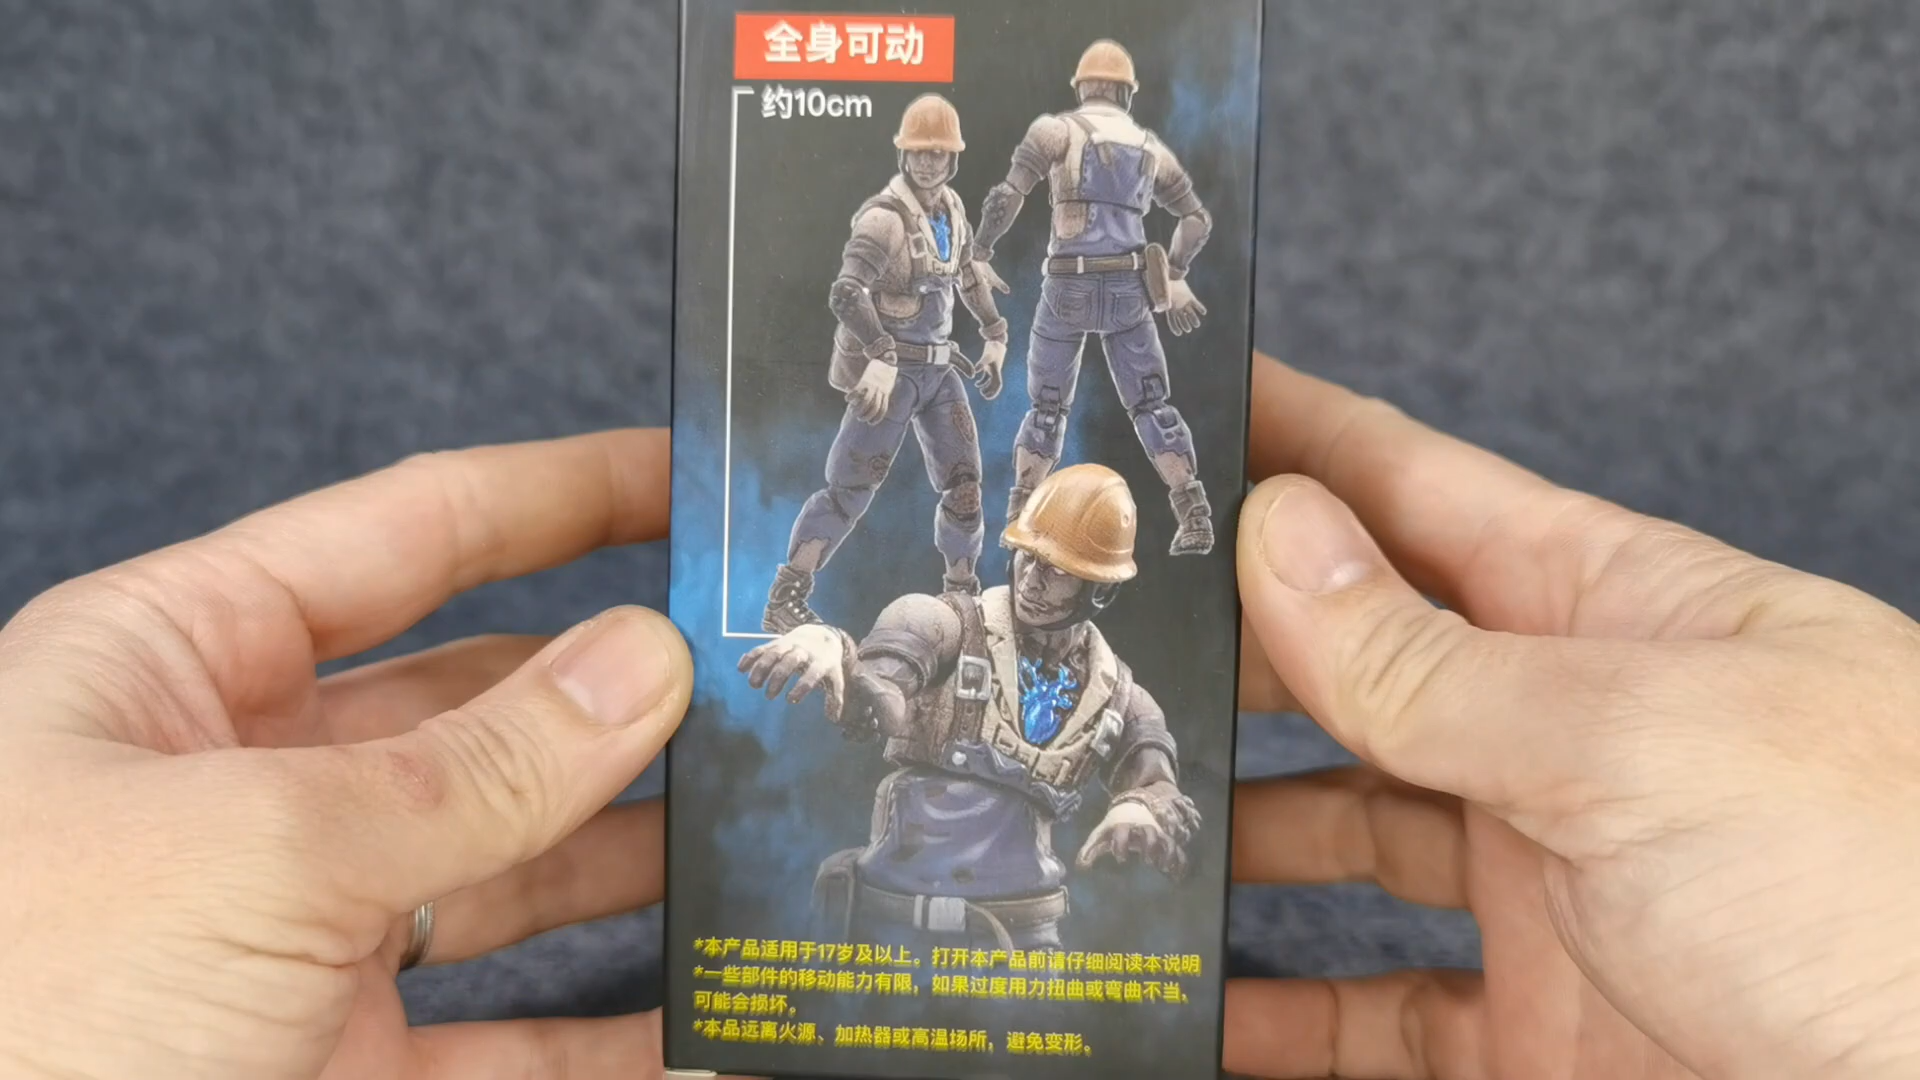 全身可动
约10cm
*本产品适用于17岁及以上。打开本产品前请仔细阅读本说明
*一些部件的移动能力有限，如果过度用力扭曲或弯曲不当，
可能会损坏。
*本品远离火源、加热器或高温场所，避免变形。